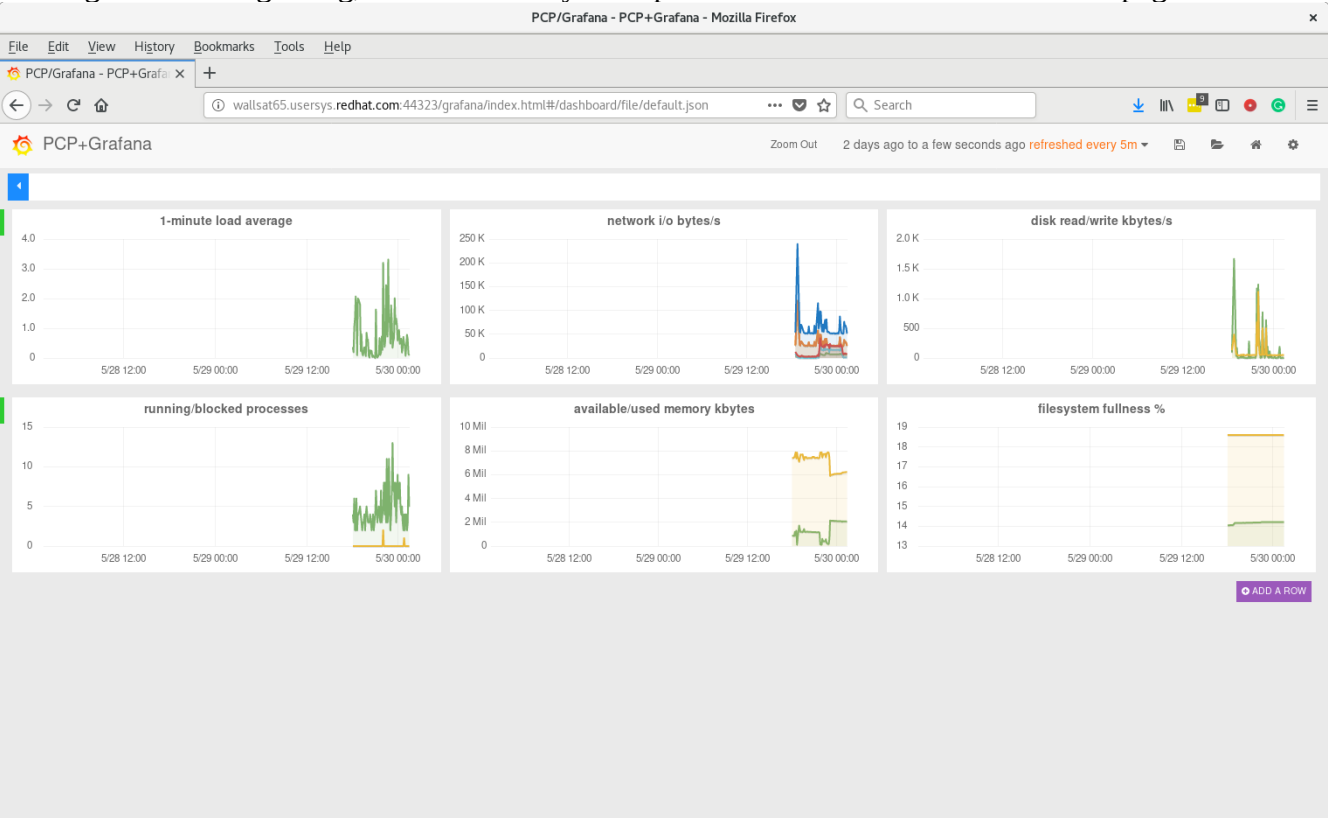 PCP/Grafana - PCP+Grafana - Mozilla Firefox ×
File Edit View History Bookmarks Tools Help
PCP/Grafana - PCP+Grafa × +
wallsat65.usersys.redhat.com:44323/grafana/index.html#/dashboard/file/default.json ••• Search 9
PCP+Grafana Zoom Out 2 days ago to a few seconds ago refreshed every 5m
1-minute load average
4.0
3.0
2.0
1.0
0
5/28 12:00 5/29 00:00 5/29 12:00 5/30 00:00
network i/o bytes/s
250 K
200 K
150 K
100 K
50 K
0
5/28 12:00 5/29 00:00 5/29 12:00 5/30 00:00
disk read/write kbytes/s
2.0 K
1.5 K
1.0 K
500
0
5/28 12:00 5/29 00:00 5/29 12:00 5/30 00:00
running/blocked processes
15
10
5
0
5/28 12:00 5/29 00:00 5/29 12:00 5/30 00:00
available/used memory kbytes
10 Mil
8 Mil
6 Mil
4 Mil
2 Mil
0
5/28 12:00 5/29 00:00 5/29 12:00 5/30 00:00
filesystem fullness %
19
18
17
16
15
14
13
5/28 12:00 5/29 00:00 5/29 12:00 5/30 00:00
ADD A ROW